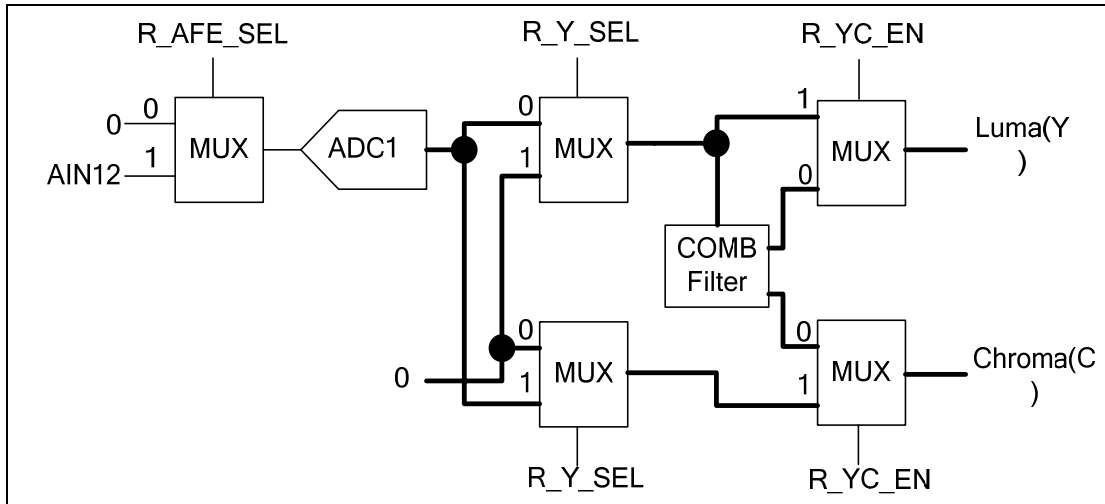 R_AFE_SEL
R_Y_SEL
R_YC_EN
0
0
1
AIN12
MUX
ADC1
0
1
MUX
1
0
MUX
Luma(Y
)
COMB
Filter
0
0
1
MUX
0
1
MUX
Chroma(C
)
R_Y_SEL
R_YC_EN